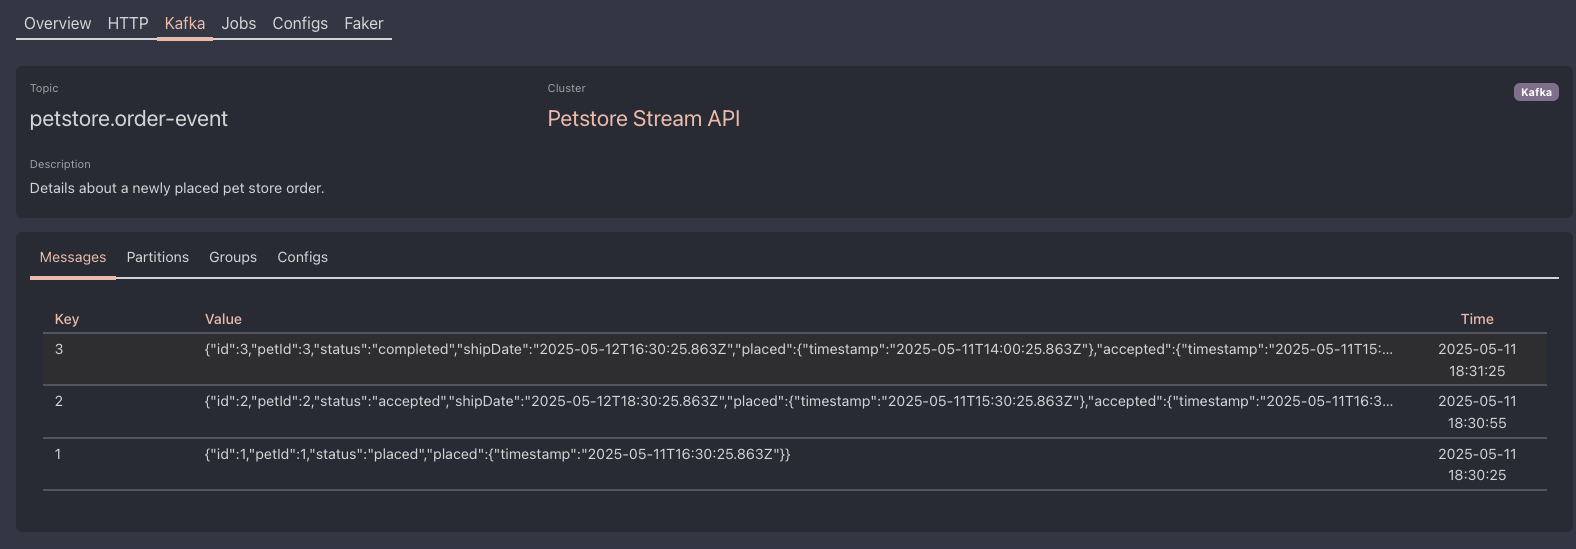 Overview HTTP Kafka Jobs Configs Faker
Topic Cluster Kafka
petstore.order-event Petstore Stream API
Description
Details about a newly placed pet store order.
Messages Partitions Groups Configs
Key Value Time
3 {"id":3,"petId":3,"status":"completed","shipDate":"2025-05-12T16:30:25.863Z","placed":{"timestamp":"2025-05-11T14:00:25.863Z"},"accepted":{"timestamp":"2025-05-11T15:... 2025-05-11
18:31:25
2 {"id":2,"petId":2,"status":"accepted","shipDate":"2025-05-12T18:30:25.863Z","placed":{"timestamp":"2025-05-11T15:30:25.863Z"},"accepted":{"timestamp":"2025-05-11T16:3... 2025-05-11
18:30:55
1 {"id":1,"petId":1,"status":"placed","placed":{"timestamp":"2025-05-11T16:30:25.863Z"}} 2025-05-11
18:30:25